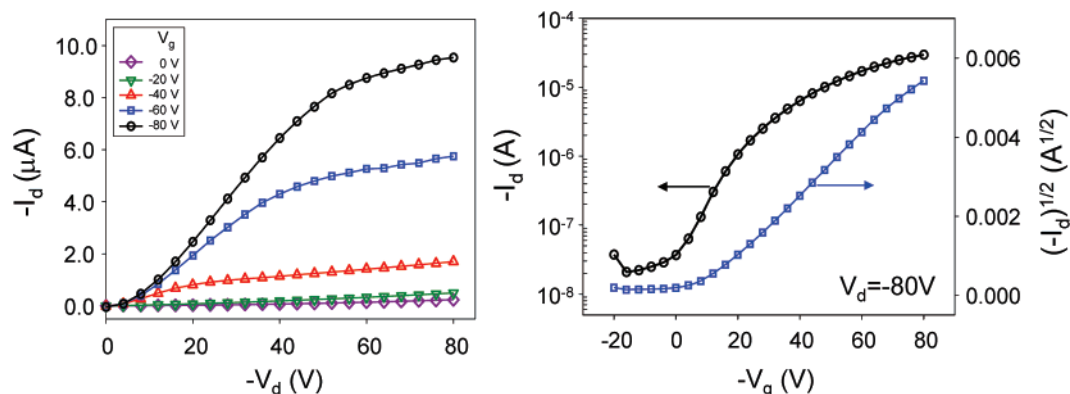 V_g
0 V
-20 V
-40 V
-60 V
-80 V
10.0
8.0
6.0
4.0
2.0
0.0
-I_d (μA)
0 20 40 60 80
-V_d (V)
10^-4
10^-5
10^-6
10^-7
10^-8
-I_d (A)
-20 0 20 40 60 80
-V_g (V)
V_d=-80V
0.006
0.004
0.002
0.000
(-I_d)^1/2 (A^1/2)